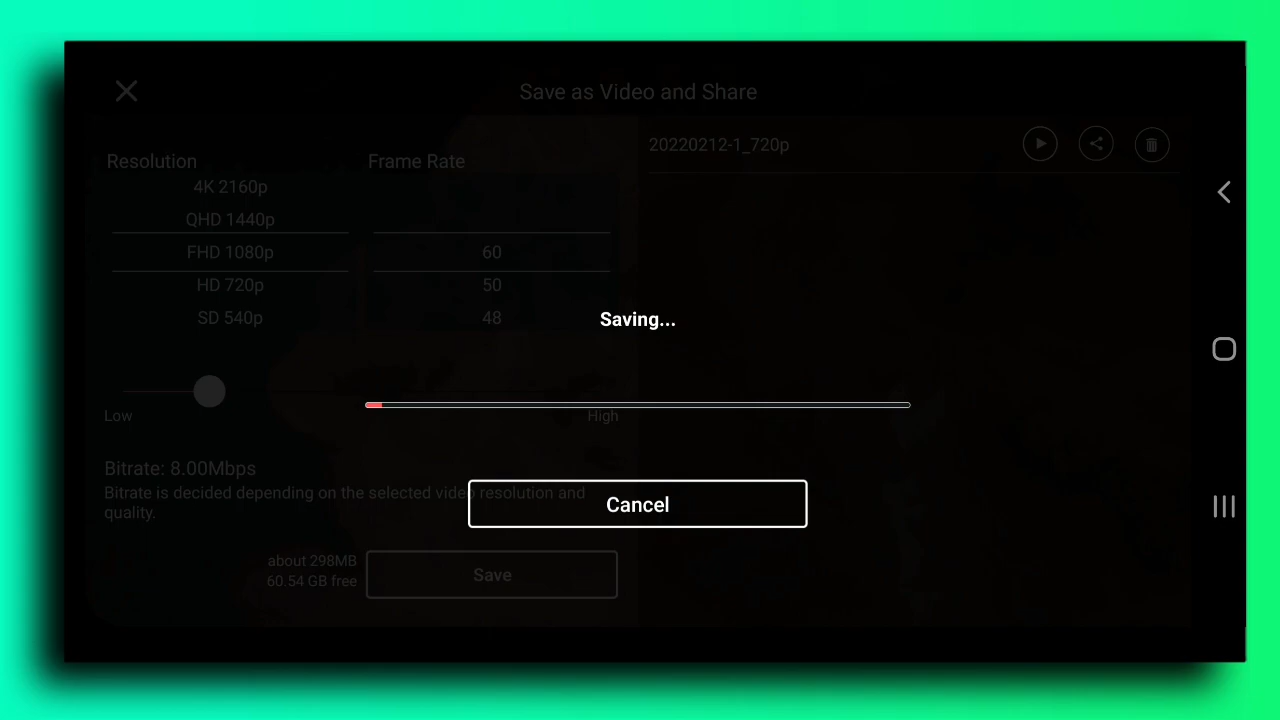 Save as Video and Share
Resolution
Frame Rate
20220212-1_720p
4K 2160p
QHD 1440p
FHD 1080p
60
HD 720p
50
SD 540p
48
Saving...
Low
High
Bitrate: 8.00Mbps
Bitrate is decided depending on the selected video resolution and
quality.
Cancel
about 298MB
60.54 GB free
Save